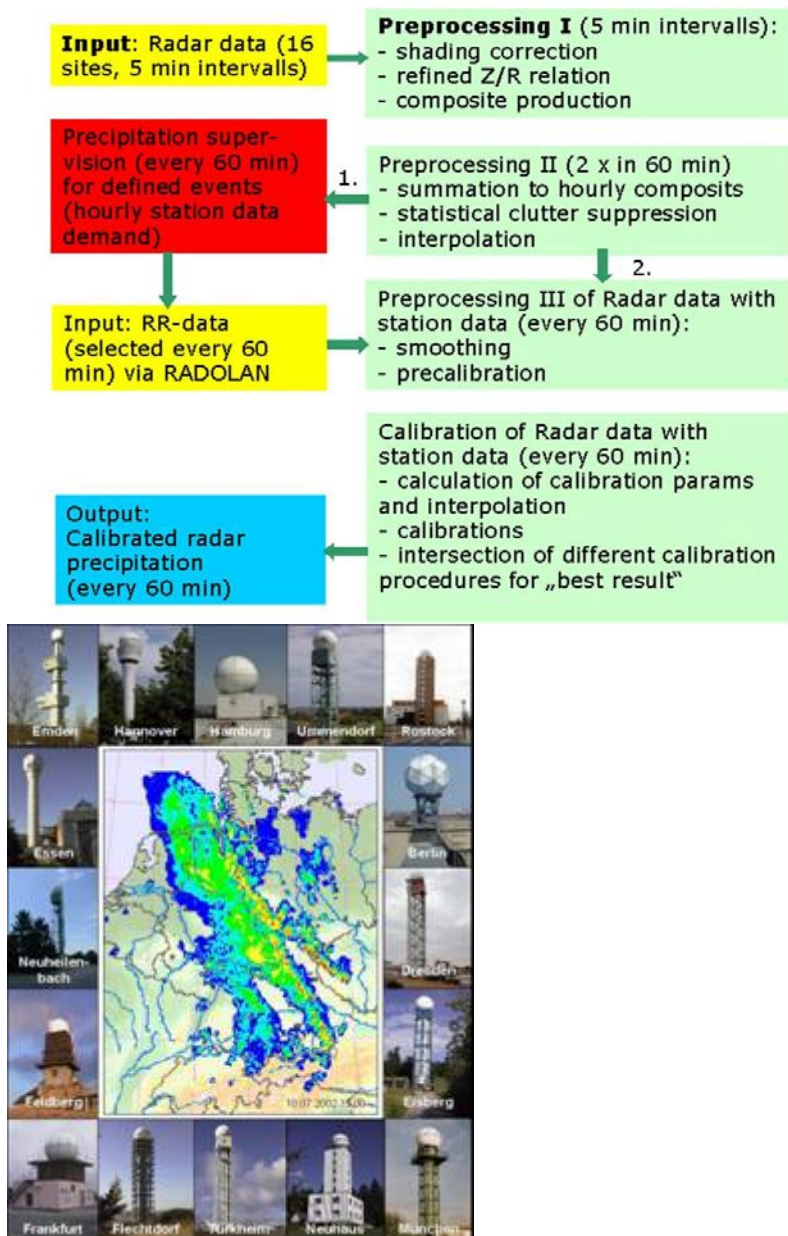 Input: Radar data (16
sites, 5 min intervalls)
Preprocessing I (5 min intervalls):
- shading correction
- refined Z/R relation
- composite production
Precipitation super-
vision (every 60 min)
for defined events
(hourly station data
demand)
1.
Preprocessing II (2 x in 60 min)
- summation to hourly composits
- statistical clutter suppression
- interpolation
2.
Input: RR-data
(selected every 60
min) via RADOLAN
Preprocessing III of Radar data with
station data (every 60 min):
- smoothing
- precalibration
Calibration of Radar data with
station data (every 60 min):
- calculation of calibration params
and interpolation
- calibrations
- intersection of different calibration
procedures for „best result“
Output:
Calibrated radar
precipitation
(every 60 min)
Emden
Hannover
Hamburg
Ummendorf
Rostock
Essen
Berlin
Neuheilen-
bach
Dresden
Feldberg
Eisberg
10.07.2002 15.00
Frankfurt
Flechtdorf
Türkheim
Neuhaus
München